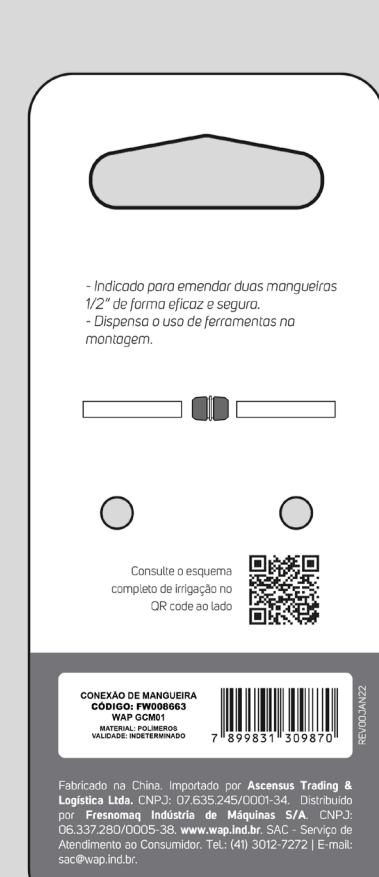 - Indicado para emendar duas mangueiras
1/2" de forma eficaz e segura.
- Dispensa o uso de ferramentas na
montagem.
Consulte o esquema
completo de irrigação no
QR code ao lado
CONEXÃO DE MANGUEIRA
CÓDIGO: FW008663
WAP GCM01
MATERIAL: POLÍMEROS
VALIDADE: INDETERMINADO
7 899831 309870
REV00JAN22
Fabricado na China. Importado por Ascensus Trading &
Logística Ltda. CNPJ: 07.635.245/0001-34. Distribuído
por Fresnomaq Indústria de Máquinas S/A. CNPJ:
06.337.280/0005-38. www.wap.ind.br. SAC - Serviço de
Atendimento ao Consumidor. Tel.: (41) 3012-7272 | E-mail:
sac@wap.ind.br.